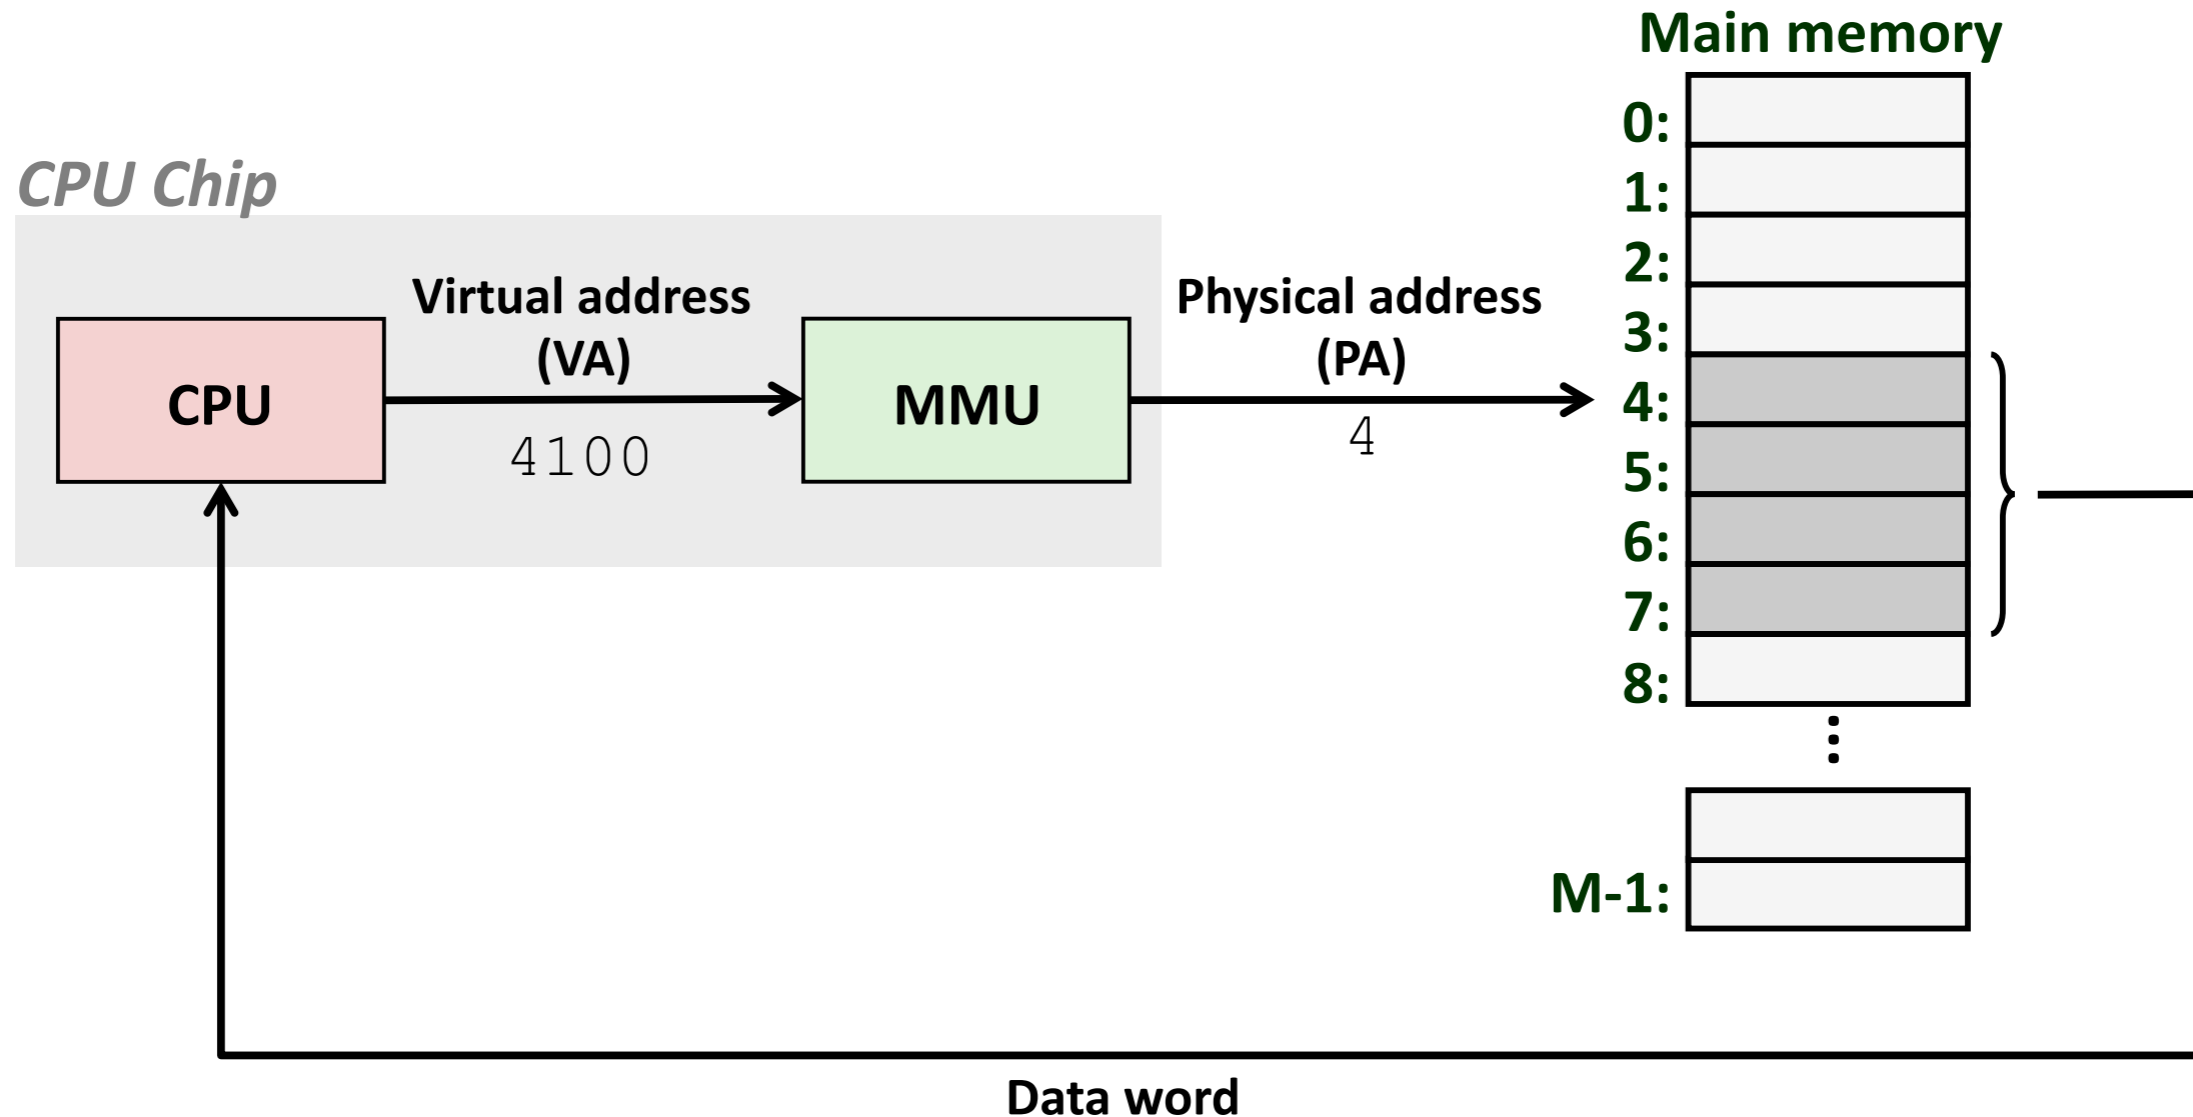 Main memory
0:
1:
CPU Chip
2:
Virtual address
(VA)
Physical address
(PA)
3:
CPU
MMU
4:
4100
4
5:
6:
7:
8:
⋮
M-1:
Data word